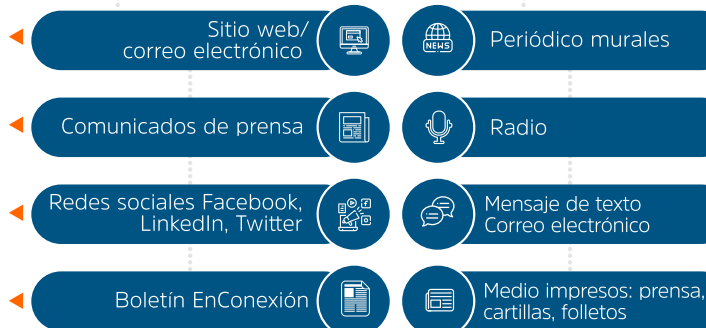 Sitio web/
correo electrónico
NEWS
Periódico murales
Comunicados de prensa
Radio
Redes sociales Facebook,
LinkedIn, Twitter
Mensaje de texto
Correo electrónico
Boletín EnConexión
Medio impresos: prensa,
cartillas, folletos